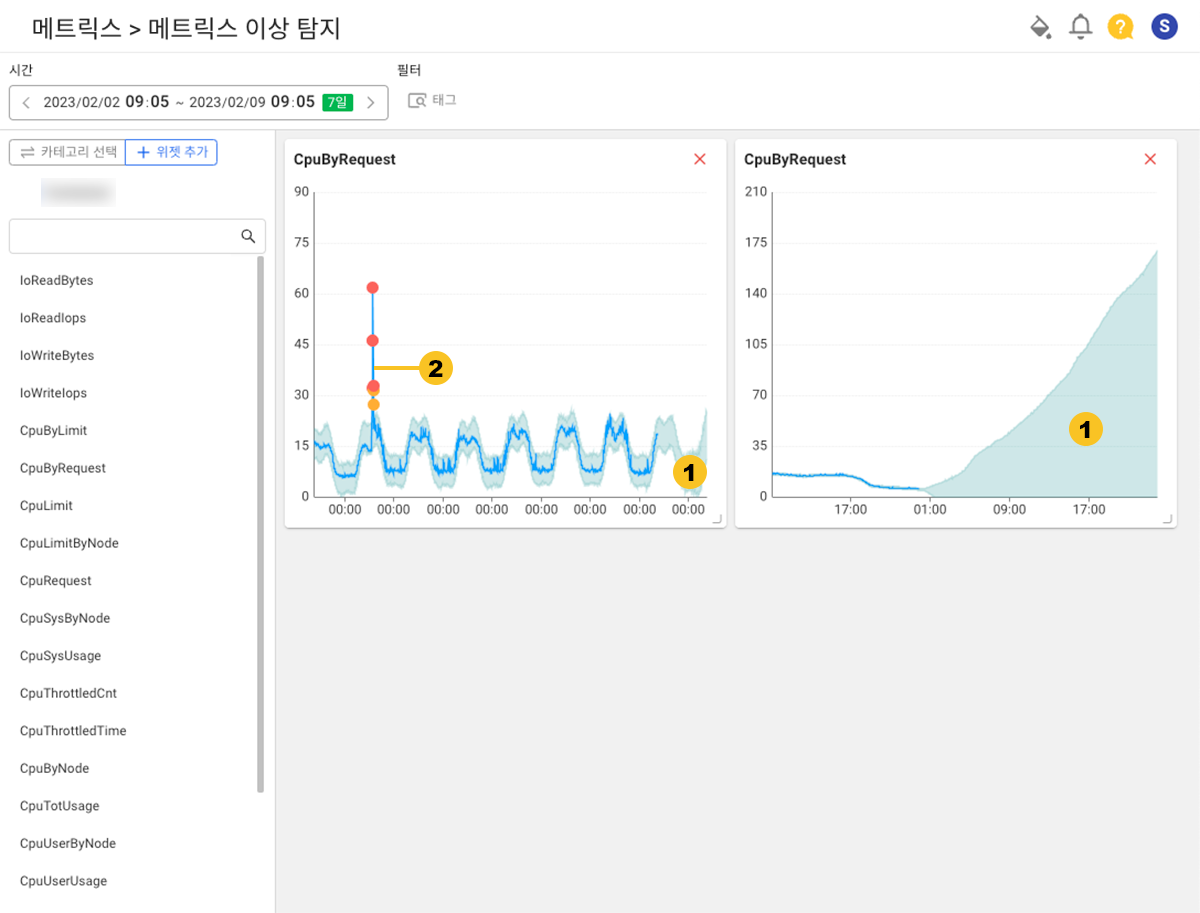 메트릭스 > 메트릭스 이상 탐지
?
S
시간
필터
2023/02/02 09:05 ~ 2023/02/09 09:05 7일
태그
카테고리 선택
+ 위젯 추가
IoReadBytes
IoReadIops
IoWriteBytes
IoWriteIops
CpuByLimit
CpuByRequest
CpuLimit
CpuLimitByNode
CpuRequest
CpuSysByNode
CpuSysUsage
CpuThrottledCnt
CpuThrottledTime
CpuByNode
CpuTotUsage
CpuUserByNode
CpuUserUsage
CpuByRequest
90
75
60
45
30
15
0
2
1
00:00 00:00 00:00 00:00 00:00 00:00 00:00 00:00
CpuByRequest
210
175
140
105
70
35
0
1
17:00 01:00 09:00 17:00